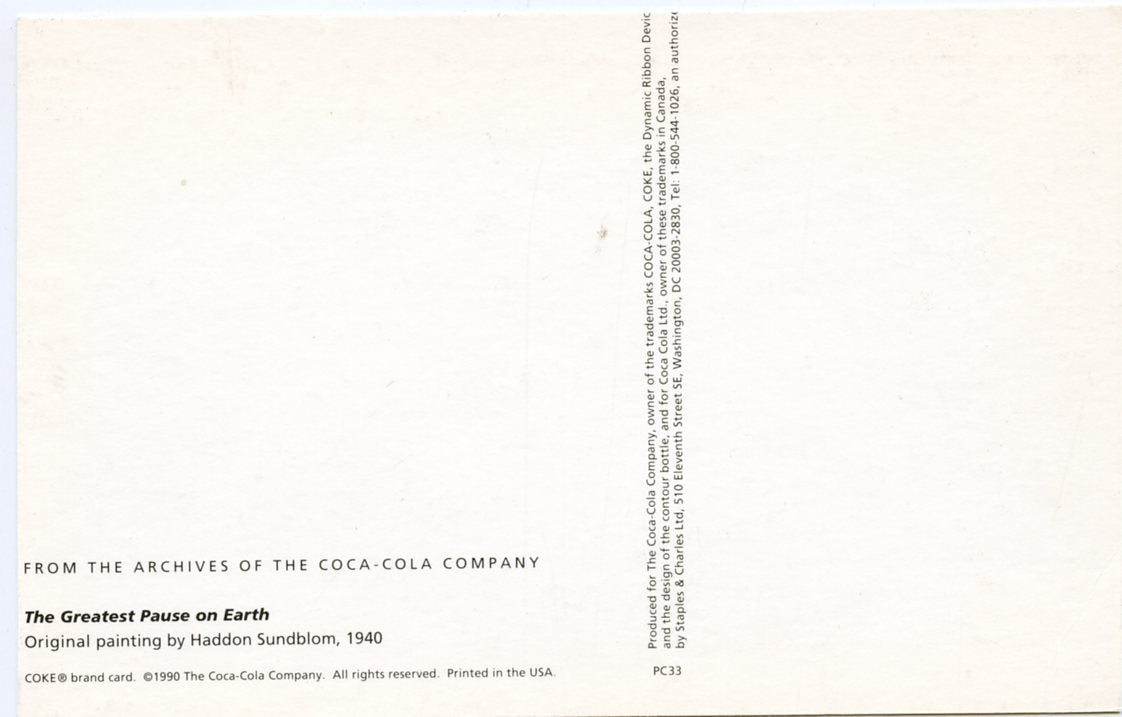 FROM THE ARCHIVES OF THE COCA-COLA COMPANY
The Greatest Pause on Earth
Original painting by Haddon Sundblom, 1940
COKE® brand card. ©1990 The Coca-Cola Company. All rights reserved. Printed in the USA.
Produced for The Coca-Cola Company, owner of the trademarks COCA-COLA, COKE, the Dynamic Ribbon Devic
and the design of the contour bottle, and for Coca Cola Ltd., owner of these trademarks in Canada,
by Staples & Charles Ltd, 510 Eleventh Street SE, Washington, DC 20003-2830, Tel: 1-800-544-1026, an authorize
PC33